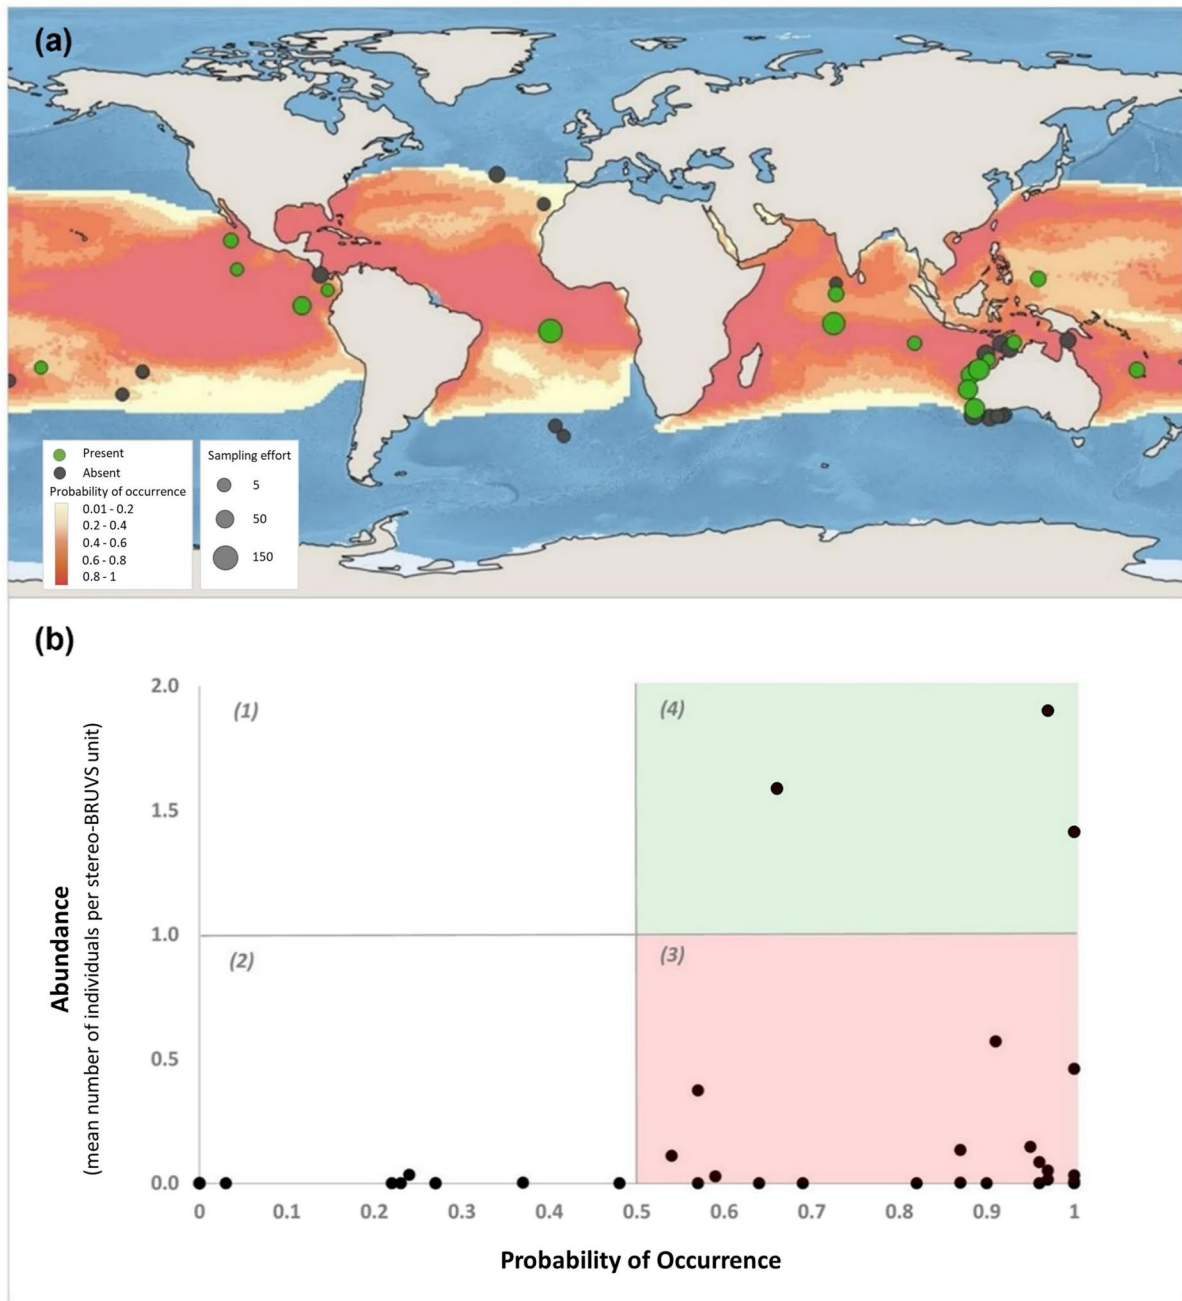 (a)
Present
Absent
Probability of occurrence
0.01 - 0.2
0.2 - 0.4
0.4 - 0.6
0.6 - 0.8
0.8 - 1
Sampling effort
5
50
150
(b)
Abundance
(mean number of individuals per stereo-BRUVS unit)
2.0
1.5
1.0
0.5
0.0
(1)
(4)
(2)
(3)
0 0.1 0.2 0.3 0.4 0.5 0.6 0.7 0.8 0.9 1
Probability of Occurrence